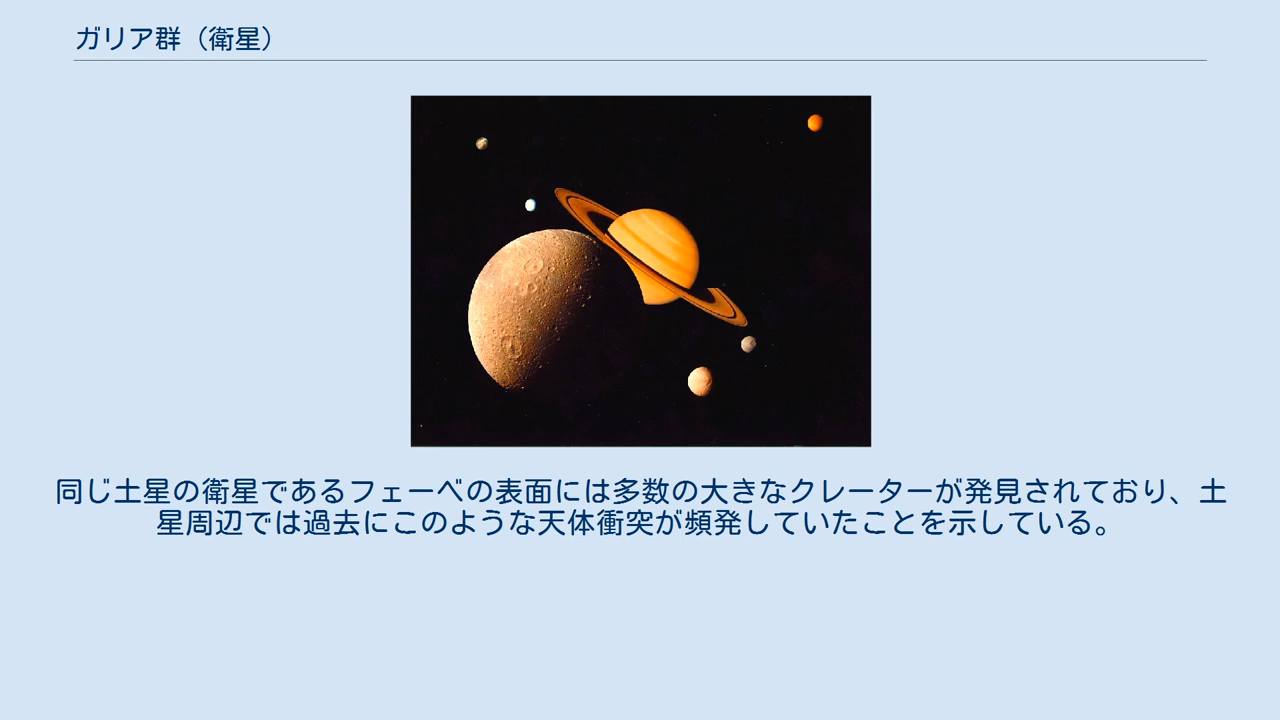 ガリア群（衛星）
同じ土星の衛星であるフェーベの表面には多数の大きなクレーターが発見されており、土
星周辺では過去にこのような天体衝突が頻発していたことを示している。